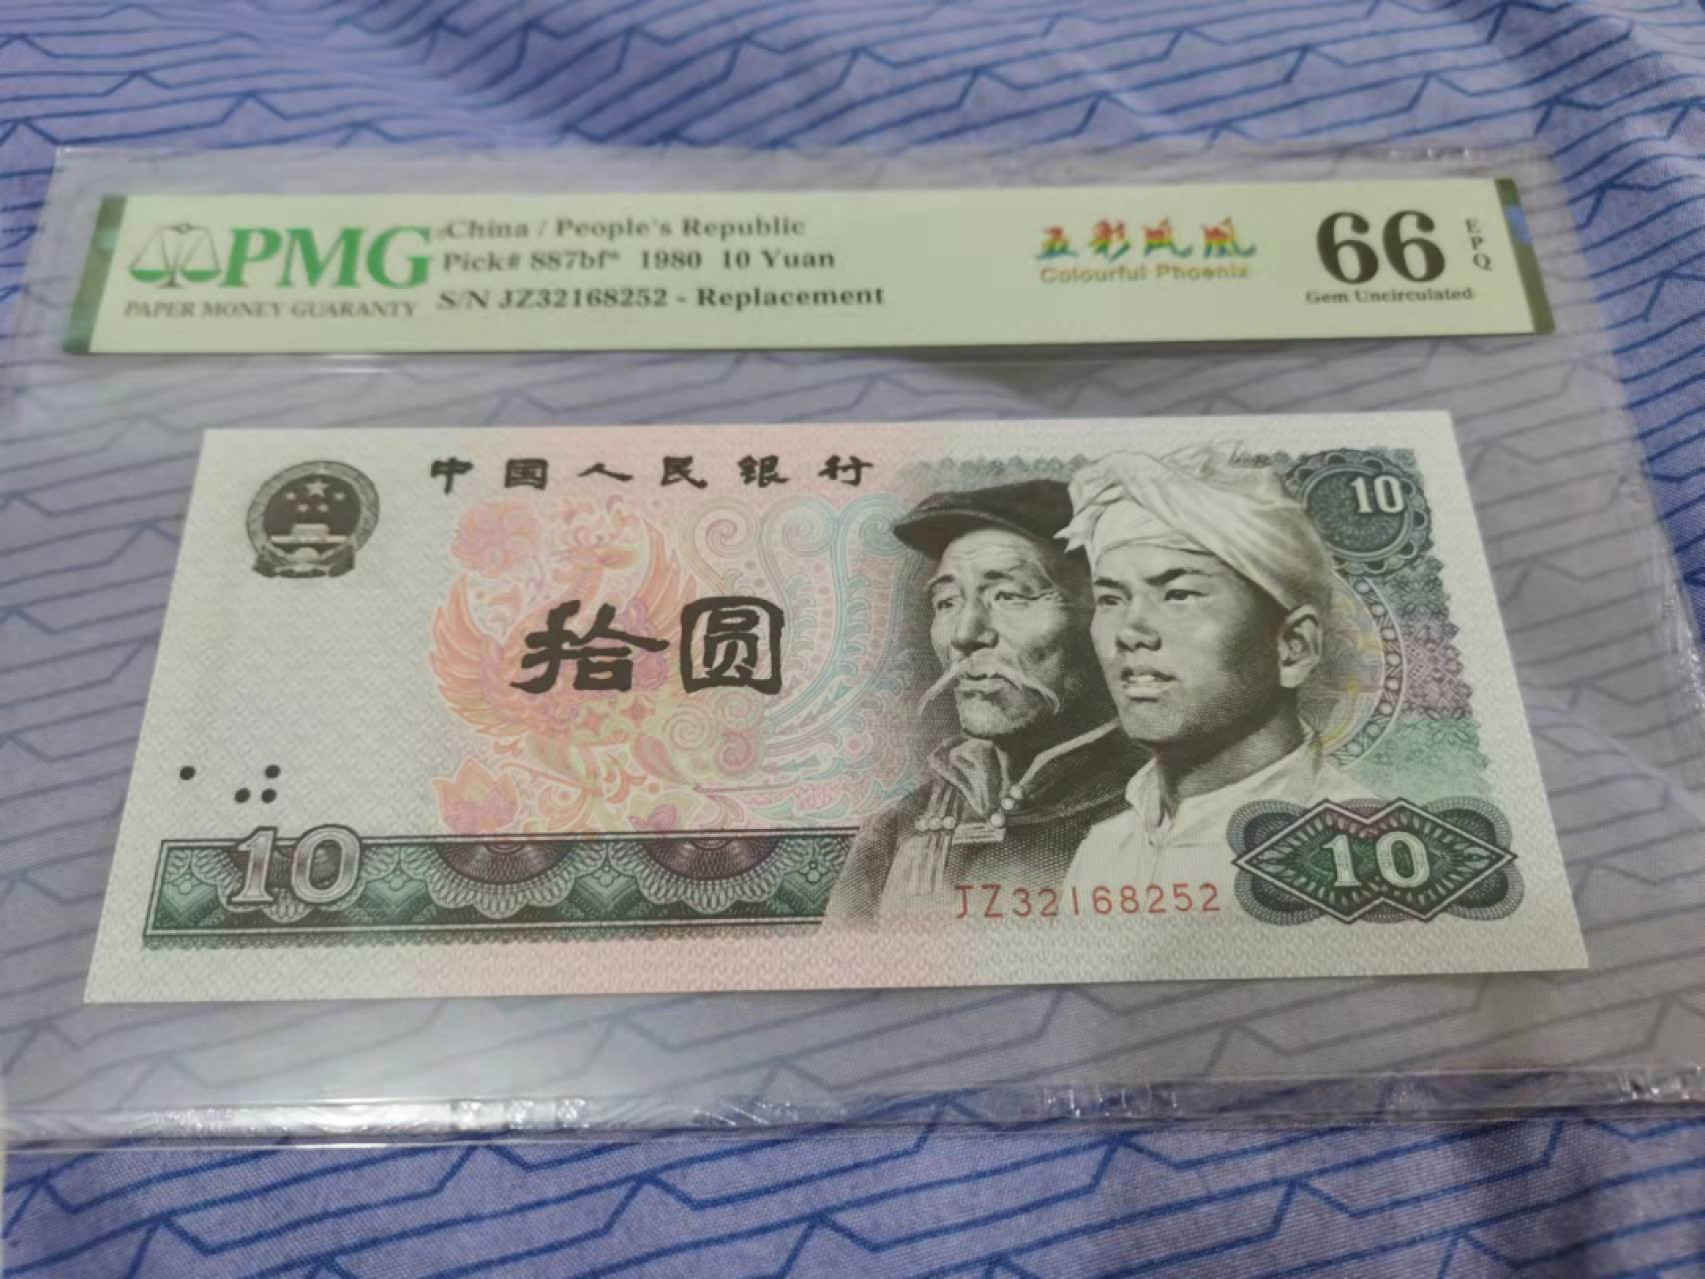 PMG
PAPER MONEY GUARANTY
China / People's Republic
Pick# 887bf* 1980 10 Yuan
S/N JZ32168252 - Replacement
五彩凤凰
Colourful Phoenix
66
EPQ
Gem Uncirculated
中国人民银行
10
拾圆
10
10
JZ32168252